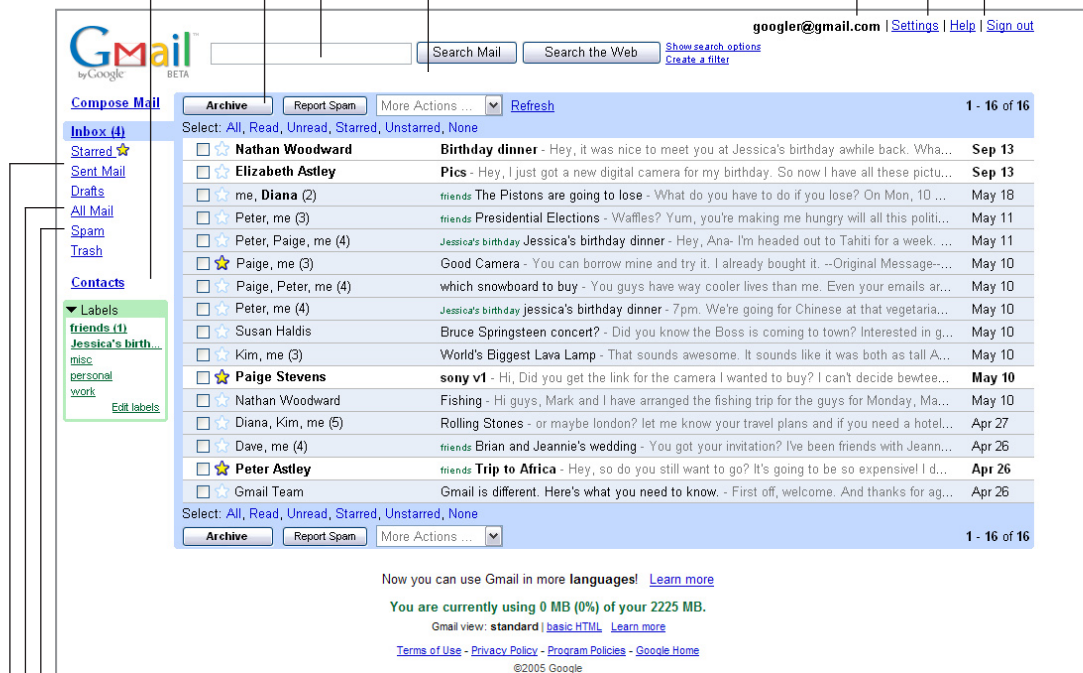 googler@gmail.com | Settings | Help | Sign out
Gmail
by Google BETA
Search Mail Search the Web Show search options
Create a filter
Compose Mail
Inbox (4)
Starred
Sent Mail
Drafts
All Mail
Spam
Trash
Contacts
Labels
friends (1)
Jessica's birth...
misc
personal
work
Edit labels
Archive Report Spam More Actions ... Refresh 1 - 16 of 16
Select: All, Read, Unread, Starred, Unstarred, None
Nathan Woodward Birthday dinner - Hey, it was nice to meet you at Jessica's birthday awhile back. Wha... Sep 13
Elizabeth Astley Pics - Hey, I just got a new digital camera for my birthday. So now I have all these pictu... Sep 13
me, Diana (2) friends The Pistons are going to lose - What do you have to do if you lose? On Mon, 10 ... May 18
Peter, me (3) friends Presidential Elections - Waffles? Yum, you're making me hungry will all this politi... May 11
Peter, Paige, me (4) Jessica's birthday Jessica's birthday dinner - Hey, Ana- I'm headed out to Tahiti for a week. ... May 11
Paige, me (3) Good Camera - You can borrow mine and try it. I already bought it. --Original Message--... May 10
Paige, Peter, me (4) which snowboard to buy - You guys have way cooler lives than me. Even your emails ar... May 10
Peter, me (4) Jessica's birthday jessica's birthday dinner - 7pm. We're going for Chinese at that vegetaria... May 10
Susan Haldis Bruce Springsteen concert? - Did you know the Boss is coming to town? Interested in g... May 10
Kim, me (3) World's Biggest Lava Lamp - That sounds awesome. It sounds like it was both as tall A... May 10
Paige Stevens sony v1 - Hi, Did you get the link for the camera I wanted to buy? I can't decide bewtee... May 10
Nathan Woodward Fishing - Hi guys, Mark and I have arranged the fishing trip for the guys for Monday, Ma... May 10
Diana, Kim, me (5) Rolling Stones - or maybe london? let me know your travel plans and if you need a hotel... Apr 27
Dave, me (4) friends Brian and Jeannie's wedding - You got your invitation? I've been friends with Jeann... Apr 26
Peter Astley friends Trip to Africa - Hey, so do you still want to go? It's going to be so expensive! I d... Apr 26
Gmail Team Gmail is different. Here's what you need to know. - First off, welcome. And thanks for ag... Apr 26
Select: All, Read, Unread, Starred, Unstarred, None
Archive Report Spam More Actions ... 1 - 16 of 16
Now you can use Gmail in more languages! Learn more
You are currently using 0 MB (0%) of your 2225 MB.
Gmail view: standard | basic HTML Learn more
Terms of Use - Privacy Policy - Program Policies - Google Home
©2005 Google